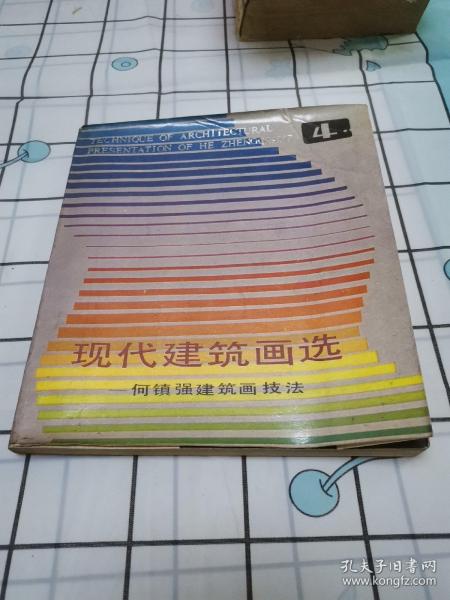 TECHNIQUE OF ARCHITECTURAL
PRESENTATION OF HE
4
现代建筑画选
何镇强建筑画技法
孔夫子旧书网
www.kongfz.com